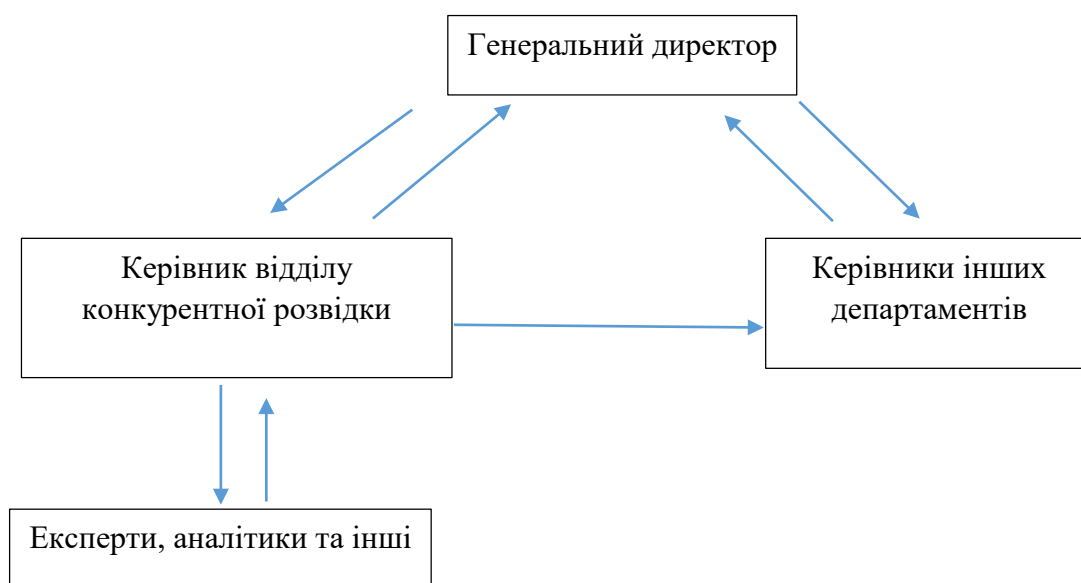 Генеральний директор
Керівник відділу
конкурентної розвідки
Керівники інших
департаментів
Експерти, аналітики та інші